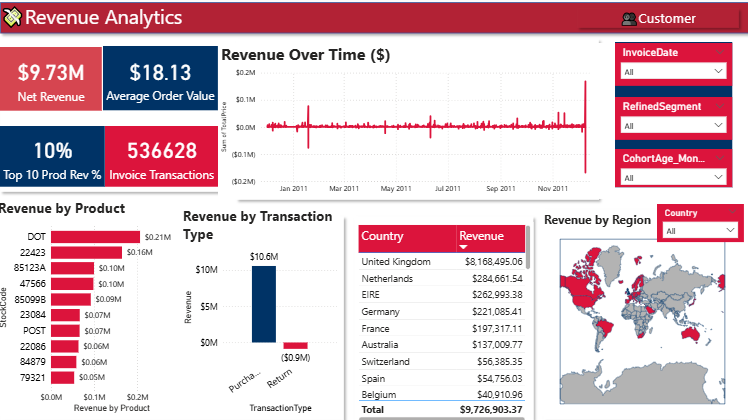 Revenue Analytics
Customer
$9.73M
Net Revenue
$18.13
Average Order Value
10%
Top 10 Prod Rev %
536628
Invoice Transactions
Revenue Over Time ($)
Sum of TotalPrice
$0.2M
$0.1M
$0.0M
($0.1M)
($0.2M)
Jan 2011
Mar 2011
May 2011
Jul 2011
Sep 2011
Nov 2011
InvoiceDate
All
RefinedSegment
All
CohortAge_Mon...
All
Revenue by Product
StockCode
DOT $0.21M
22423 $0.16M
85123A $0.10M
47566 $0.10M
85099B $0.09M
23084 $0.07M
POST $0.07M
22086 $0.06M
84879 $0.06M
79321 $0.05M
$0.0M $0.1M $0.2M
Revenue by Product
Revenue by Transaction
Type
Revenue
$10M
$5M
$0M
$10.6M
($0.9M)
Purcha...
Return
TransactionType
Country Revenue
United Kingdom $8,168,495.06
Netherlands $284,661.54
EIRE $262,993.38
Germany $221,085.41
France $197,317.11
Australia $137,009.77
Switzerland $56,385.35
Spain $54,756.03
Belgium $40,910.96
Total $9,726,903.37
Revenue by Region
Country
All